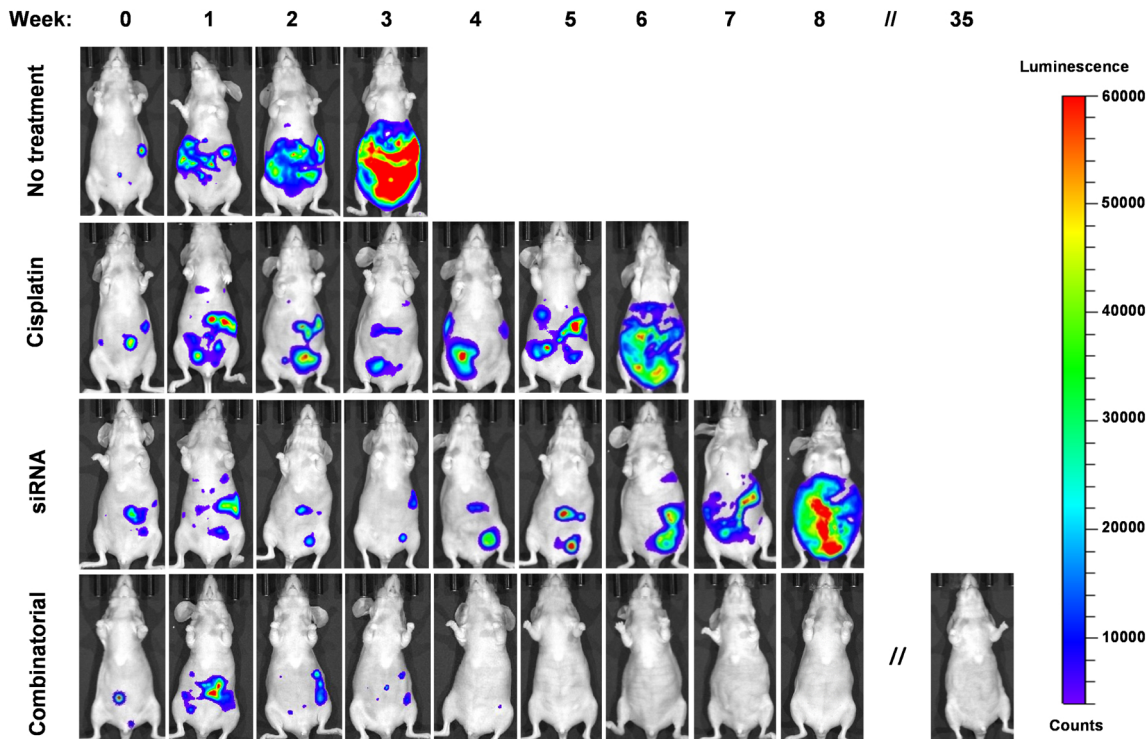 Week: 0 1 2 3 4 5 6 7 8 // 35
Luminescence
No treatment
60000
50000
Cisplatin
40000
30000
siRNA
20000
10000
Combinatorial
//
Counts